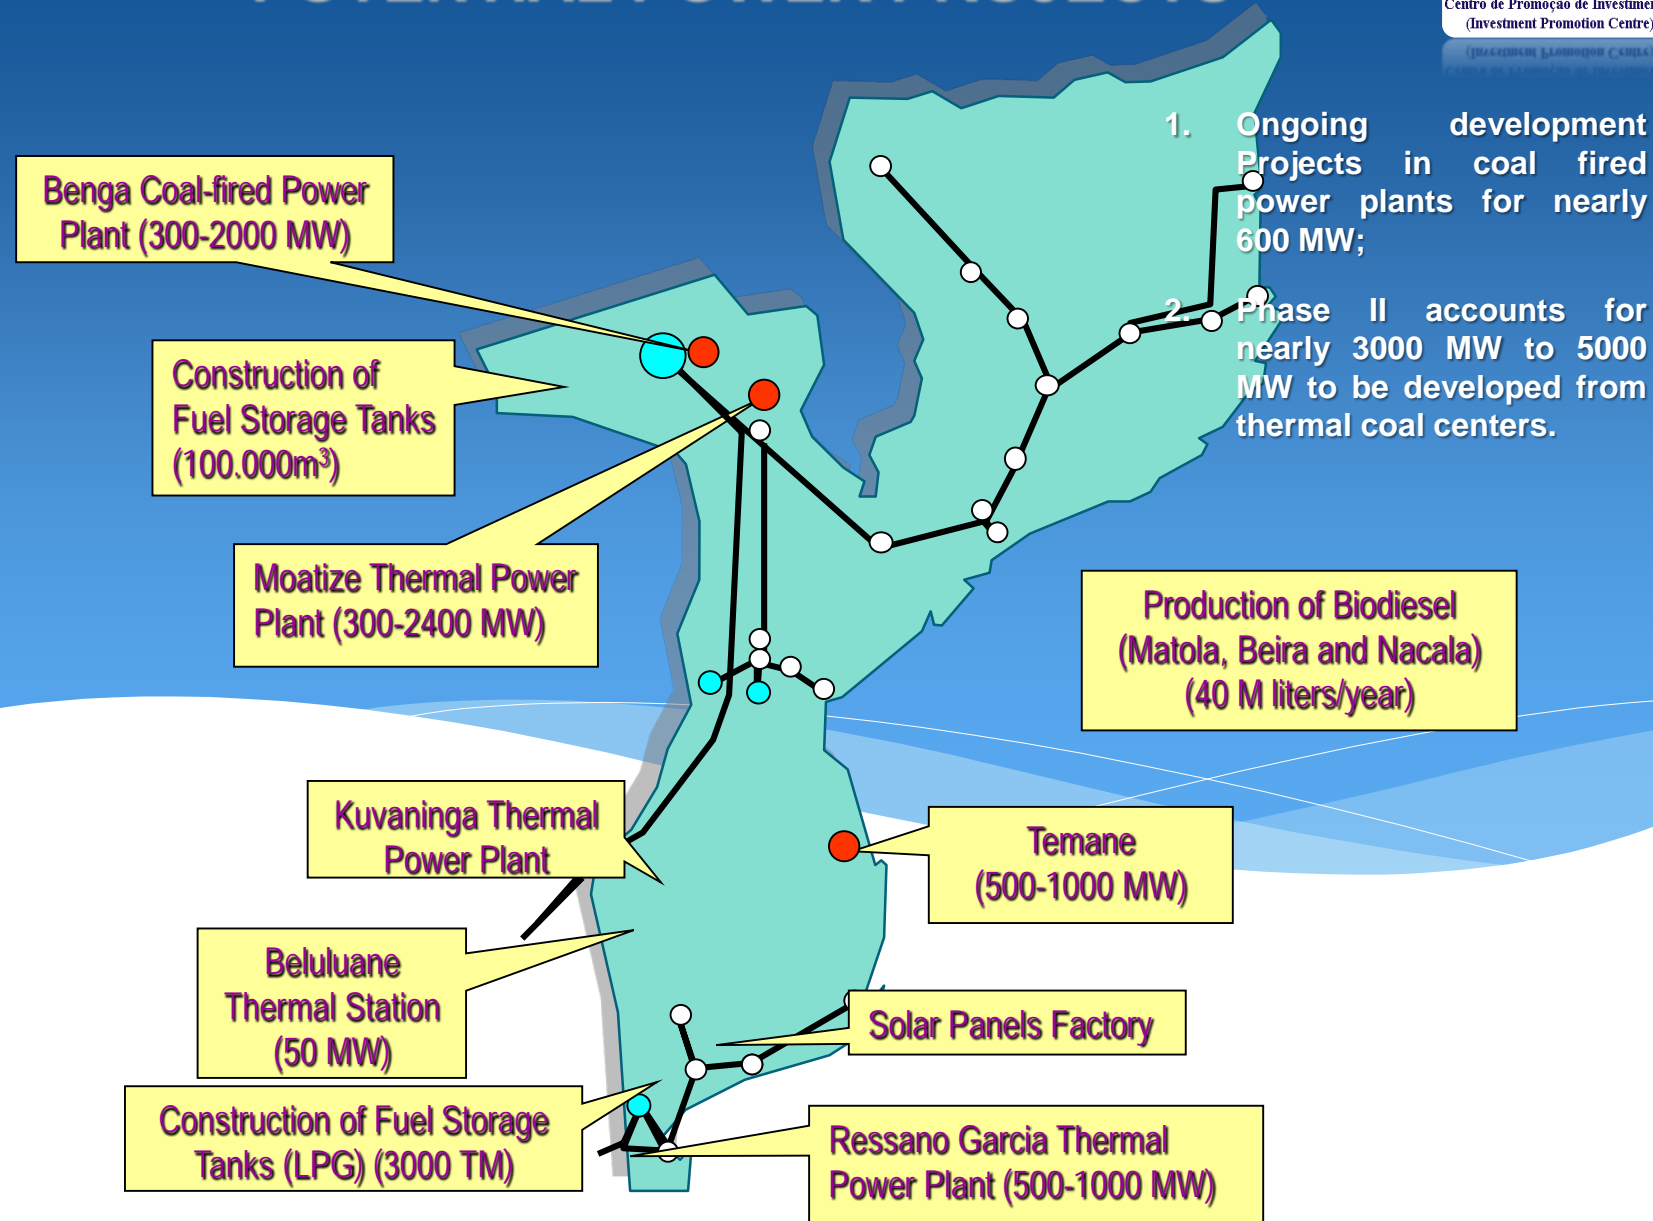 POTENTIAL POWER PROJECTS
Centro de Promoção de Investimen
(Investment Promotion Centre)
1. Ongoing development
Projects in coal fired
power plants for nearly
600 MW;
2. Phase II accounts for
nearly 3000 MW to 5000
MW to be developed from
thermal coal centers.
Benga Coal-fired Power
Plant (300-2000 MW)
Construction of
Fuel Storage Tanks
(100.000m³)
Moatize Thermal Power
Plant (300-2400 MW)
Production of Biodiesel
(Matola, Beira and Nacala)
(40 M liters/year)
Kuvaninga Thermal
Power Plant
Temane
(500-1000 MW)
Beluluane
Thermal Station
(50 MW)
Solar Panels Factory
Construction of Fuel Storage
Tanks (LPG) (3000 TM)
Ressano Garcia Thermal
Power Plant (500-1000 MW)